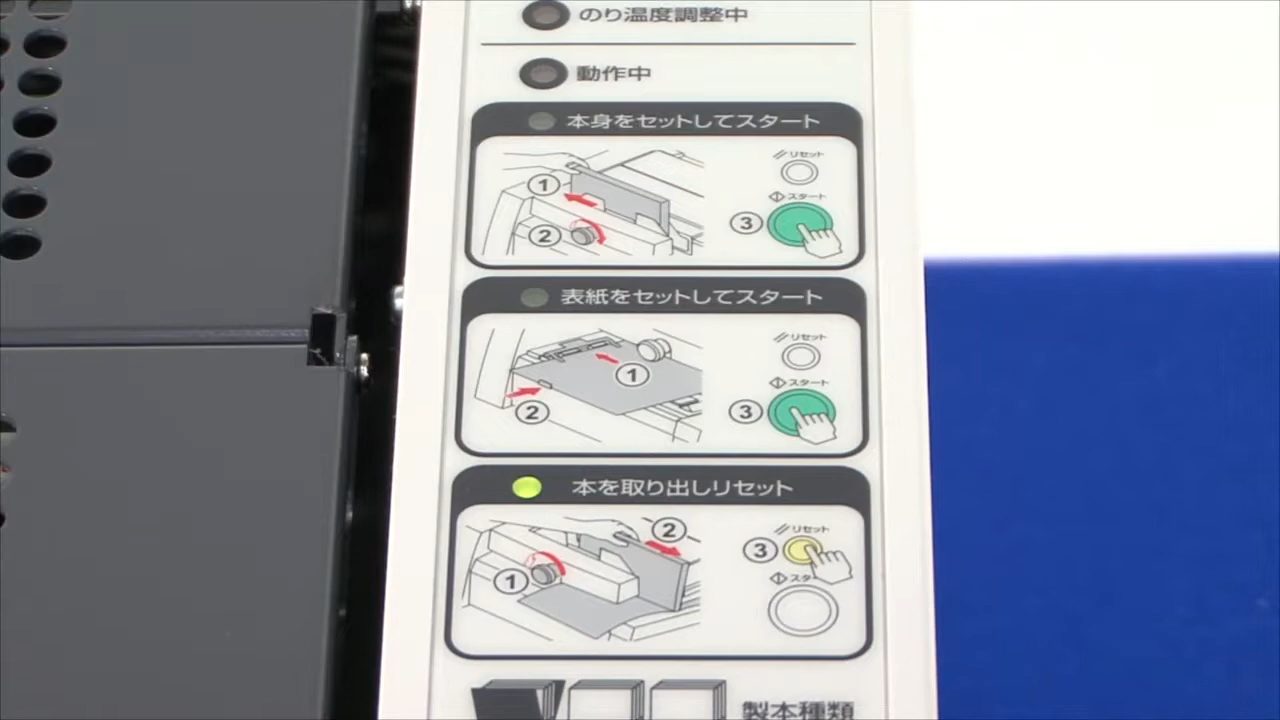 のり温度調整中
動作中
本身をセットしてスタート
リセット
①
スタート
②
③
表紙をセットしてスタート
リセット
①
スタート
②
③
本を取り出しリセット
②
リセット
③
①
スタ
製本種類